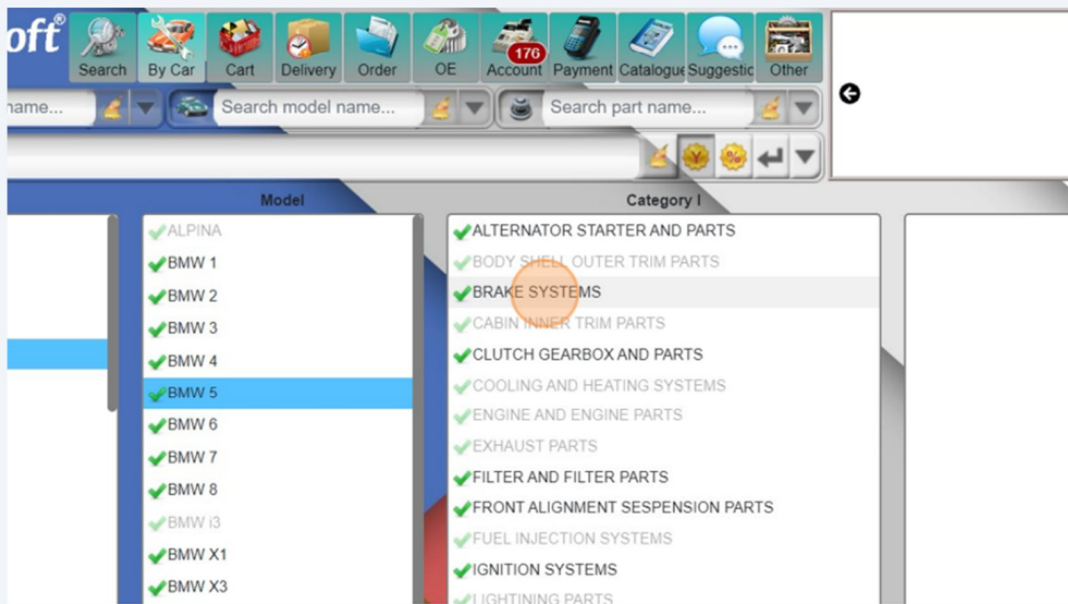 oft®
Search By Car Cart Delivery Order OE Account 176 Payment Catalogue Suggestic Other
name... Search model name... Search part name...
Model Category I
ALPINA
BMW 1
BMW 2
BMW 3
BMW 4
BMW 5
BMW 6
BMW 7
BMW 8
BMW i3
BMW X1
BMW X3
ALTERNATOR STARTER AND PARTS
BODY SHELL OUTER TRIM PARTS
BRAKE SYSTEMS
CABIN INNER TRIM PARTS
CLUTCH GEARBOX AND PARTS
COOLING AND HEATING SYSTEMS
ENGINE AND ENGINE PARTS
EXHAUST PARTS
FILTER AND FILTER PARTS
FRONT ALIGNMENT SESPENSION PARTS
FUEL INJECTION SYSTEMS
IGNITION SYSTEMS
LIGHTINING PARTS